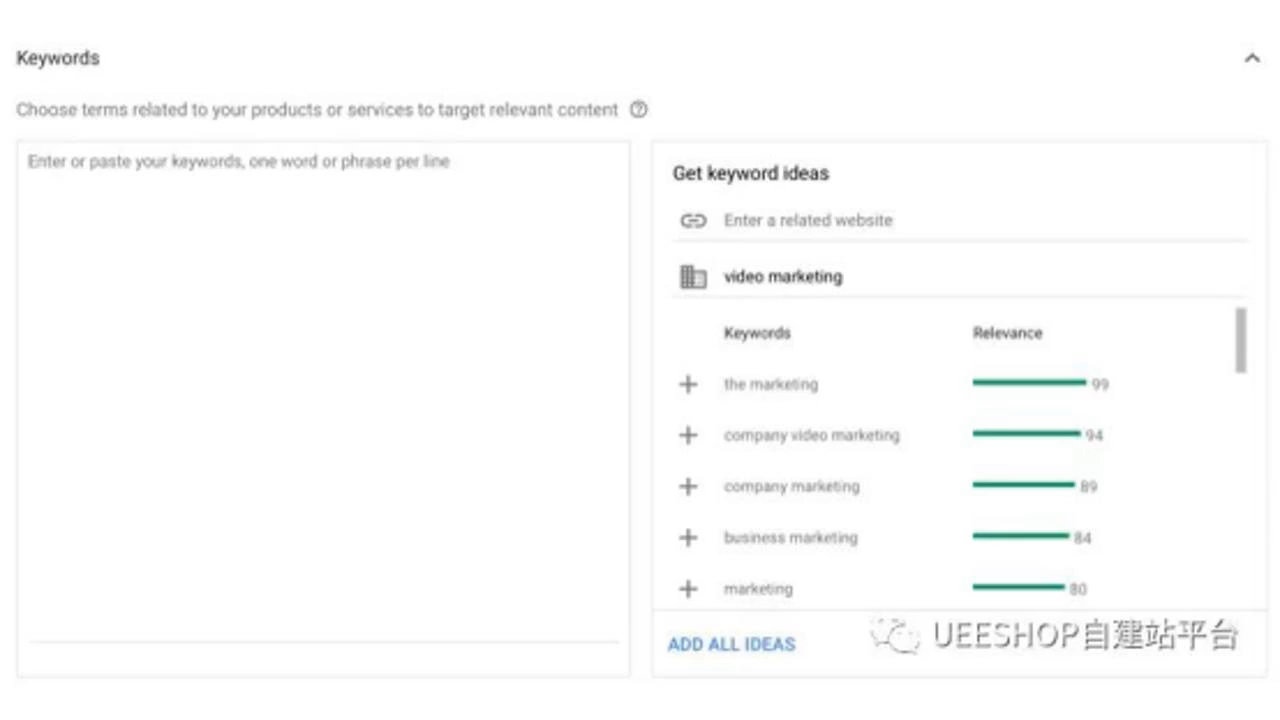 Keywords
Choose terms related to your products or services to target relevant content
Enter or paste your keywords, one word or phrase per line
Get keyword ideas
Enter a related website
video marketing
Keywords Relevance
the marketing 99
company video marketing 94
company marketing 89
business marketing 84
marketing 80
ADD ALL IDEAS
UEESHOP自建站平台